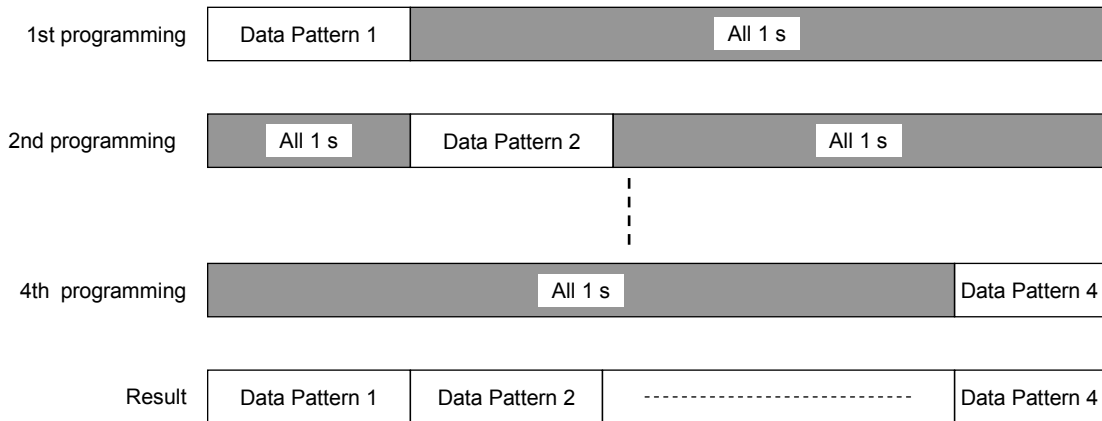 1st programming Data Pattern 1 All 1 s
2nd programming All 1 s Data Pattern 2 All 1 s
4th programming All 1 s Data Pattern 4
Result Data Pattern 1 Data Pattern 2 Data Pattern 4